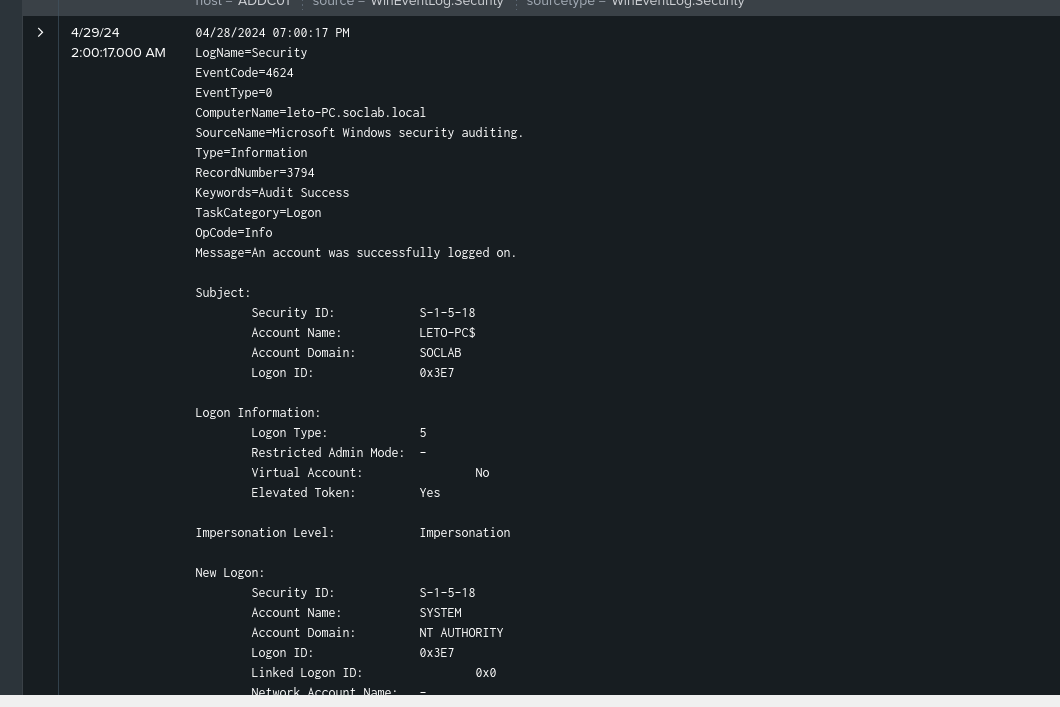 host = ADDC01 source = WinEventLog:Security sourcetype = WinEventLog:Security
4/29/24
2:00:17.000 AM
04/28/2024 07:00:17 PM
LogName=Security
EventCode=4624
EventType=0
ComputerName=leto-PC.soclab.local
SourceName=Microsoft Windows security auditing.
Type=Information
RecordNumber=3794
Keywords=Audit Success
TaskCategory=Logon
OpCode=Info
Message=An account was successfully logged on.
Subject:
Security ID: S-1-5-18
Account Name: LETO-PC$
Account Domain: SOCLAB
Logon ID: 0x3E7
Logon Information:
Logon Type: 5
Restricted Admin Mode: -
Virtual Account: No
Elevated Token: Yes
Impersonation Level: Impersonation
New Logon:
Security ID: S-1-5-18
Account Name: SYSTEM
Account Domain: NT AUTHORITY
Logon ID: 0x3E7
Linked Logon ID: 0x0
Network Account Name: -